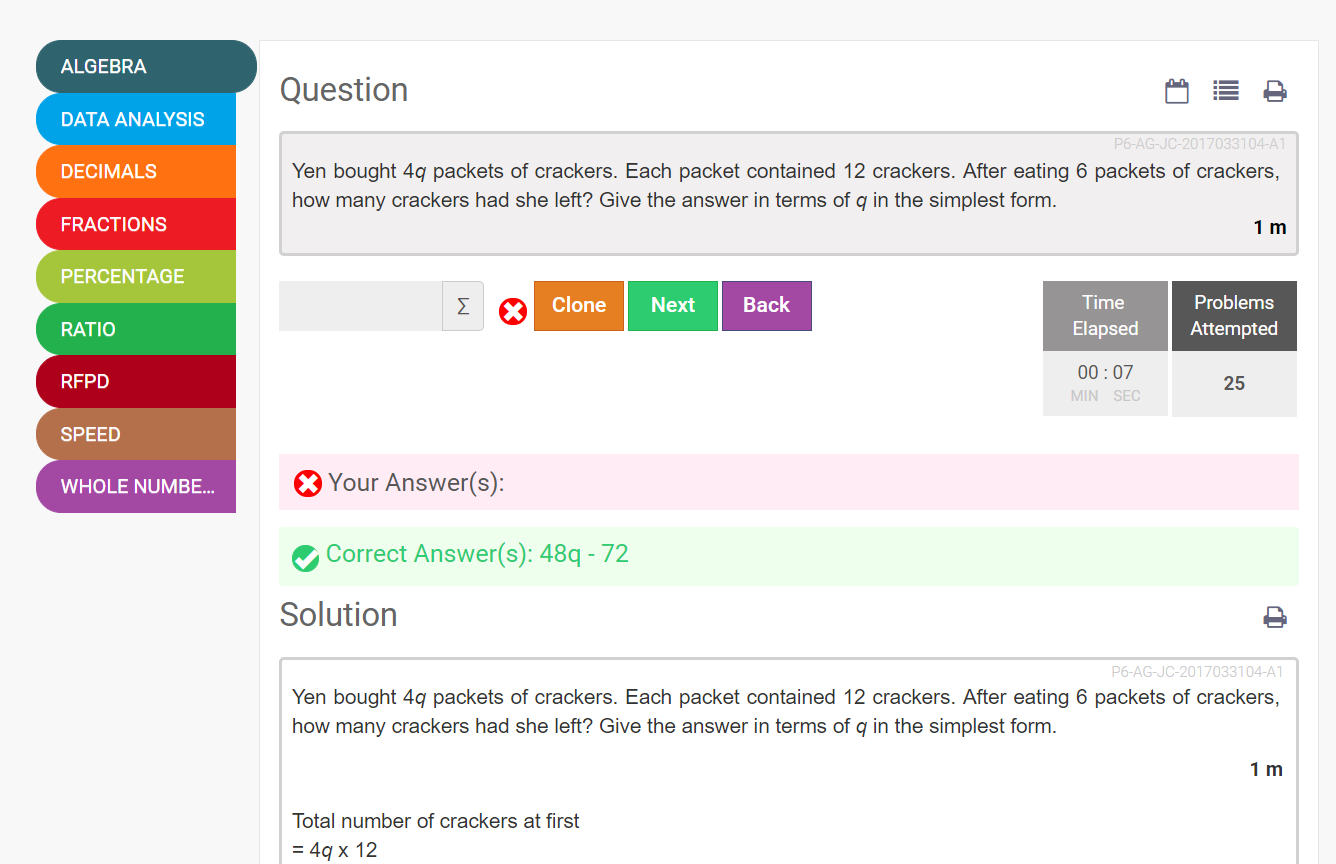 ALGEBRA
DATA ANALYSIS
DECIMALS
FRACTIONS
PERCENTAGE
RATIO
RFPD
SPEED
WHOLE NUMBE...
Question
P6-AG-JC-2017033104-A1
Yen bought 4q packets of crackers. Each packet contained 12 crackers. After eating 6 packets of crackers,
how many crackers had she left? Give the answer in terms of q in the simplest form.
1 m
Σ
Clone
Next
Back
Time
Elapsed
00 : 07
MIN SEC
Problems
Attempted
25
Your Answer(s):
Correct Answer(s): 48q - 72
Solution
P6-AG-JC-2017033104-A1
Yen bought 4q packets of crackers. Each packet contained 12 crackers. After eating 6 packets of crackers,
how many crackers had she left? Give the answer in terms of q in the simplest form.
1 m
Total number of crackers at first
= 4q x 12